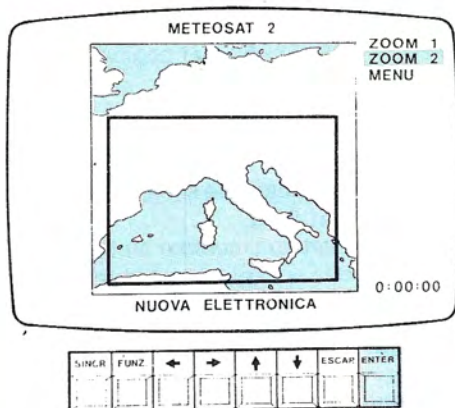 METEOSAT 2
ZOOM 1
ZOOM 2
MENU
0:00:00
NUOVA ELETTRONICA
SINCR FUNZ ← → ↑ ↓ ESCAP ENTER